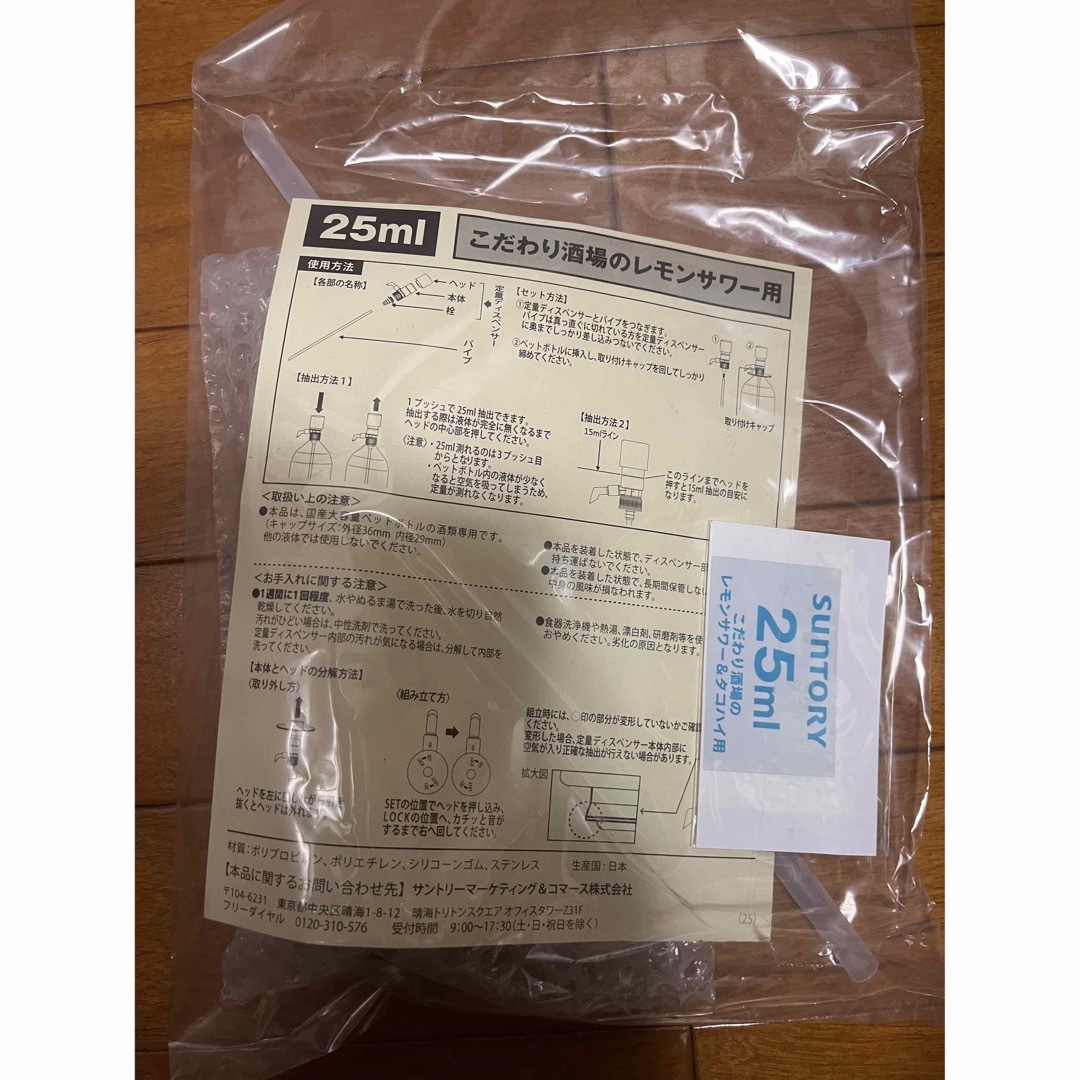 25ml
こだわり酒場のレモンサワー用
使用方法
【各部の名称】
ヘッド
本体
栓
定量ディスペンサー
パイプ
【セット方法】
①定量ディスペンサーとパイプをつなぎます。
パイプは真っ直ぐに切れている方を定量ディスペンサー
に奥までしっかり差し込みつないでください。
②ペットボトルに挿入し、取り付けキャップを回してしっかり
締めてください。
①
②
取り付けキャップ
【抽出方法1】
1プッシュで25ml抽出できます。
抽出する際は液体が完全に無くなるまで
ヘッドの中心部を押してください。
〈注意〉・25ml測れるのは3プッシュ目
からとなります。
・ペットボトル内の液体が少なく
なると空気を吸ってしまうため、
定量が測れなくなります。
【抽出方法2】
15mlライン
このラインまでヘッドを
押すと15ml抽出の目安に
なります。
＜取扱い上の注意＞
●本品は、国産大容量ペットボトルの酒類専用です。
（キャップサイズ：外径36mm 内径29mm）
他の液体では使用しないでください。
●本品を装着した状態で、ディスペンサー部
持ち運ばないでください。
●本品を装着した状態で、長期間保管しない
中身の風味が損なわれます。
＜お手入れに関する注意＞
●1週間に1回程度、水やぬるま湯で洗った後、水を切り自然
乾燥してください。
汚れがひどい場合は、中性洗剤で洗ってください。
定量ディスペンサー内部の汚れが気になる場合は、分解して内部を
洗ってください。
●食器洗浄機や熱湯、漂白剤、研磨剤等を使
おやめください。劣化の原因となります。
【本体とヘッドの分解方法】
〈取り外し方〉
ヘッドを左に回しながら引き
抜くとヘッドは外れます
〈組み立て方〉
SETの位置でヘッドを押し込み、
LOCKの位置へ、カチッと音が
するまで右へ回してください。
組立時には、○印の部分が変形していないかご確認
ください。
変形した場合、定量ディスペンサー本体内部に
空気が入り正確な抽出が行えない場合があります。
拡大図
材質：ポリプロピレン、ポリエチレン、シリコーンゴム、ステンレス
生産国：日本
【本品に関するお問い合わせ先】サントリーマーケティング＆コマース株式会社
〒104-6231 東京都中央区晴海1-8-12 晴海トリトンスクエア オフィスタワーZ31F
フリーダイヤル 0120-310-576 受付時間 9:00～17:30（土・日・祝日を除く）
(25)
SUNTORY
25ml
こだわり酒場の
レモンサワー＆タコハイ用